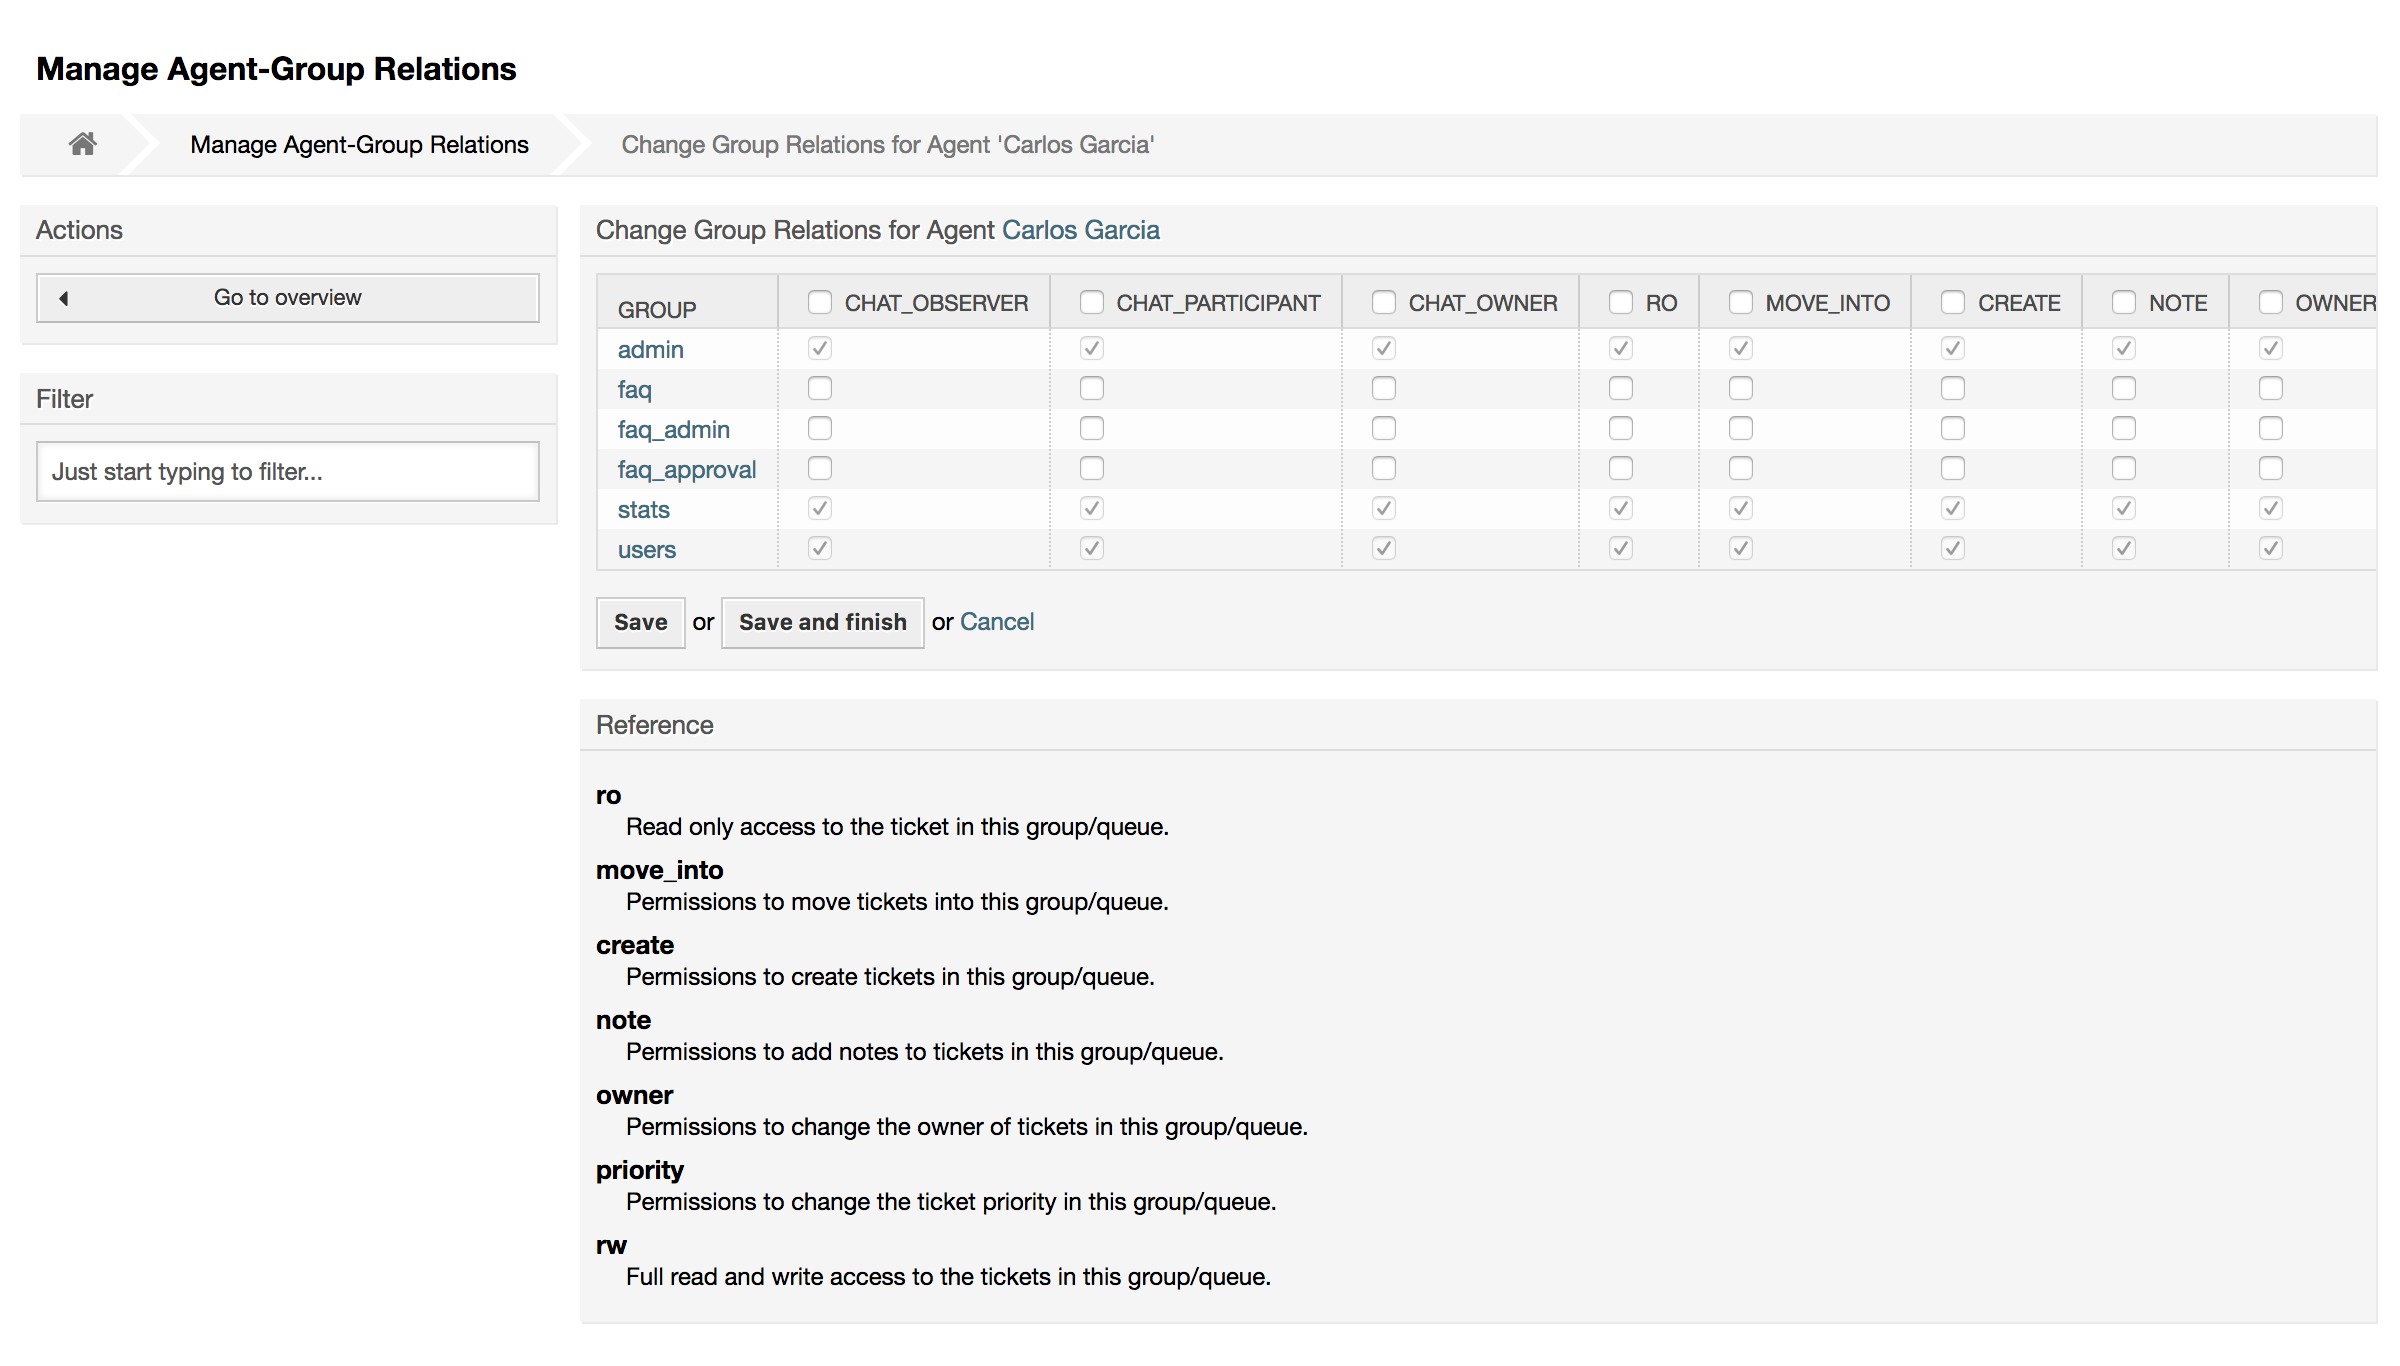 Manage Agent-Group Relations
Manage Agent-Group Relations
Change Group Relations for Agent 'Carlos Garcia'
Actions
Go to overview
Filter
Just start typing to filter...
Change Group Relations for Agent Carlos Garcia
GROUP CHAT_OBSERVER CHAT_PARTICIPANT CHAT_OWNER RO MOVE_INTO CREATE NOTE OWNER
admin
faq
faq_admin
faq_approval
stats
users
Save or Save and finish or Cancel
Reference
ro
Read only access to the ticket in this group/queue.
move_into
Permissions to move tickets into this group/queue.
create
Permissions to create tickets in this group/queue.
note
Permissions to add notes to tickets in this group/queue.
owner
Permissions to change the owner of tickets in this group/queue.
priority
Permissions to change the ticket priority in this group/queue.
rw
Full read and write access to the tickets in this group/queue.